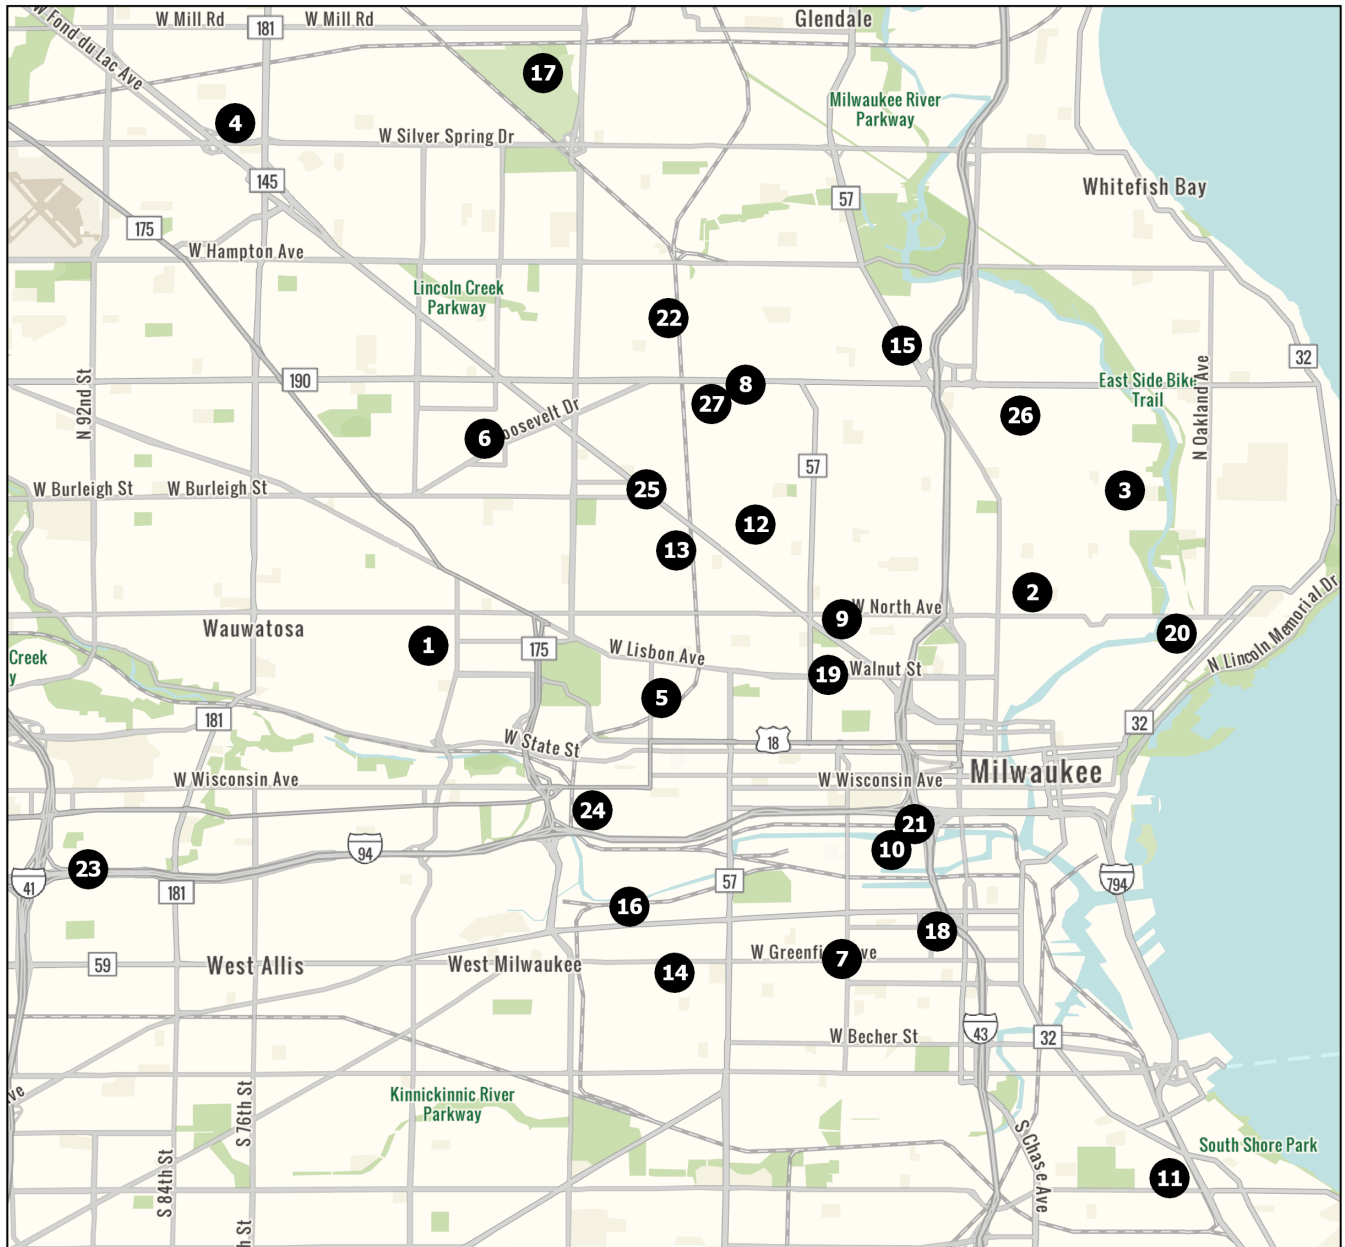 W Mill Rd
W Mill Rd
Glendale
W Fond du Lac Ave
181
17
4
Milwaukee River
Parkway
W Silver Spring Dr
145
Whitefish Bay
57
175
W Hampton Ave
Lincoln Creek
Parkway
22
15
32
190
8
27
East Side Bike
Trail
N Oakland Ave
N 92nd St
26
6
oosevelt Dr
57
W Burleigh St
W Burleigh St
25
3
12
13
2
9
W North Ave
20
N Lincoln Memorial Dr
Wauwatosa
1
175
W Lisbon Ave
Creek
y
19
Walnut St
5
181
32
W State St
18
W Wisconsin Ave
W Wisconsin Ave
Milwaukee
24
21
10
94
23
41
181
57
794
16
18
59
West Allis
West Milwaukee
14
W Greenfi
7
ve
43
32
W Becher St
ve
S 76th St
Kinnickinnic River
Parkway
S Chase Ave
South Shore Park
S 84th St
11
h St